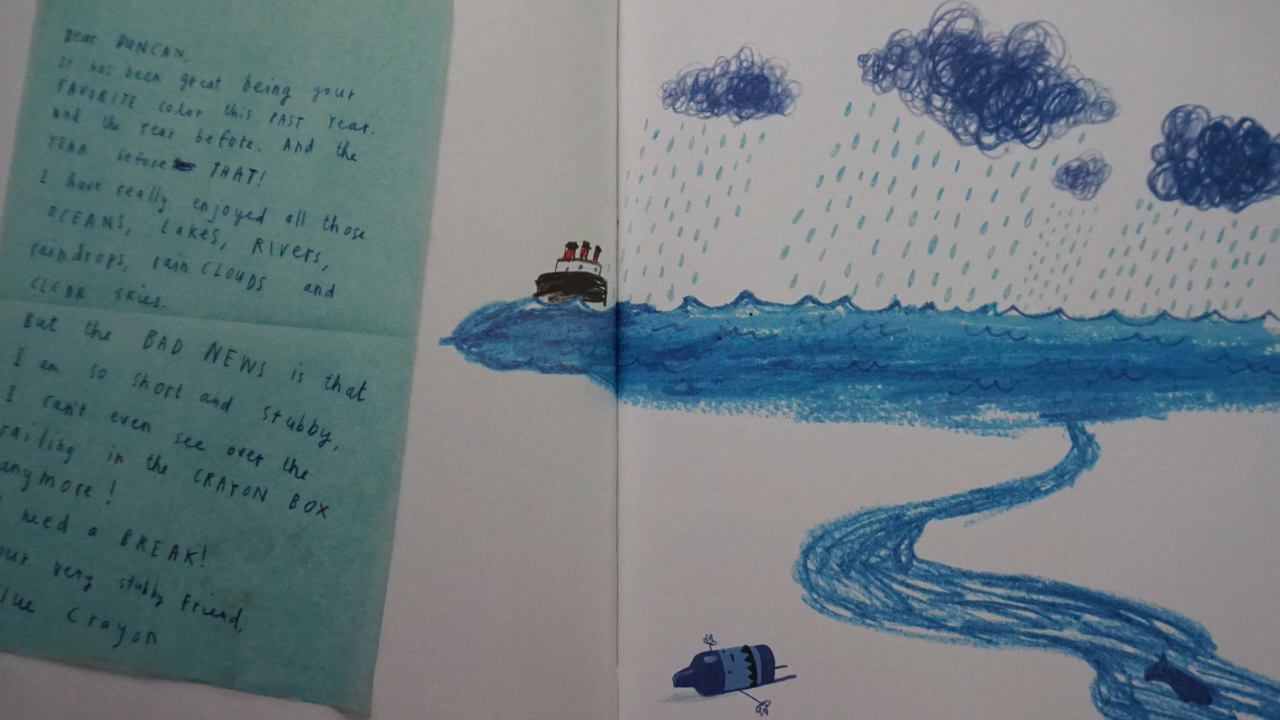 Dear DUNCAN,
It has been great being your
FAVORITE color this PAST Year.
And the Year before. And the
YEAR before THAT!
I have really enjoyed all those
OCEANS, Lakes, RIVERS,
raindrops, rain CLOUDS and
CLEAR skies.
But the BAD NEWS is that
I am so short and stubby,
I can't even see over the
railing in the CRAYON BOX
anymore!
need a BREAK!
our very stubby Friend,
lue Crayon